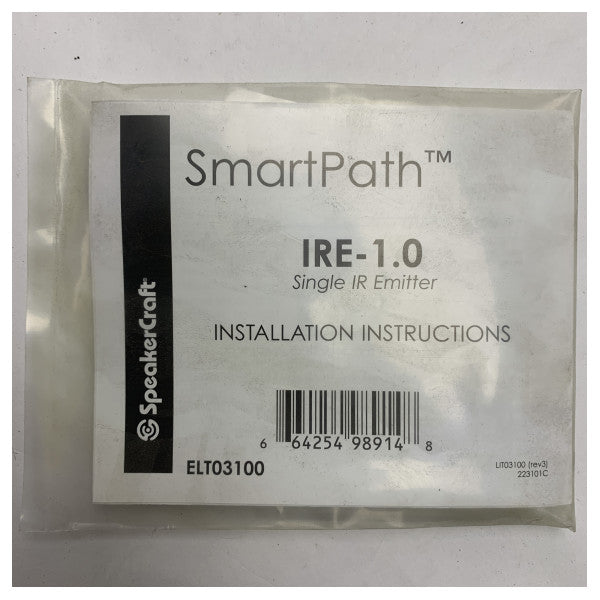 SmartPath™
IRE-1.0
Single IR Emitter
INSTALLATION INSTRUCTIONS
SpeakerCraft®
6 64254 98914 8
ELT03100
LIT03100 (rev3)
223101C